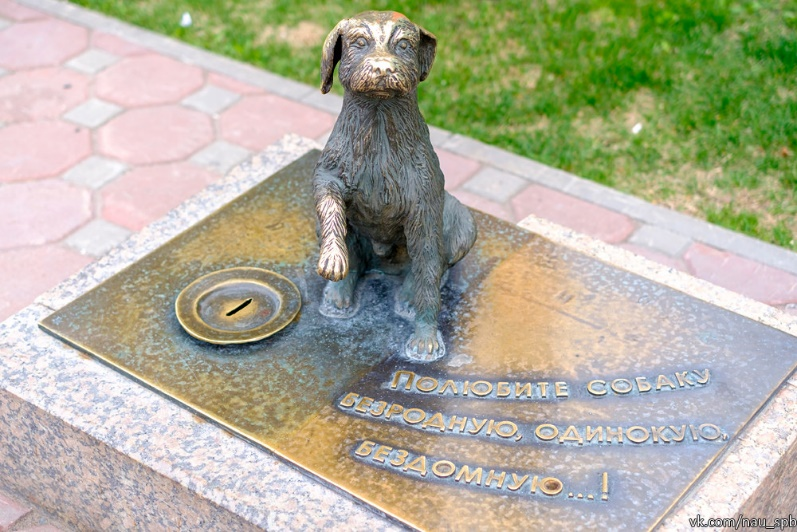 Полюбите собаку
безродную, одинокую,
бездомную...!
vk.com/nau_spb